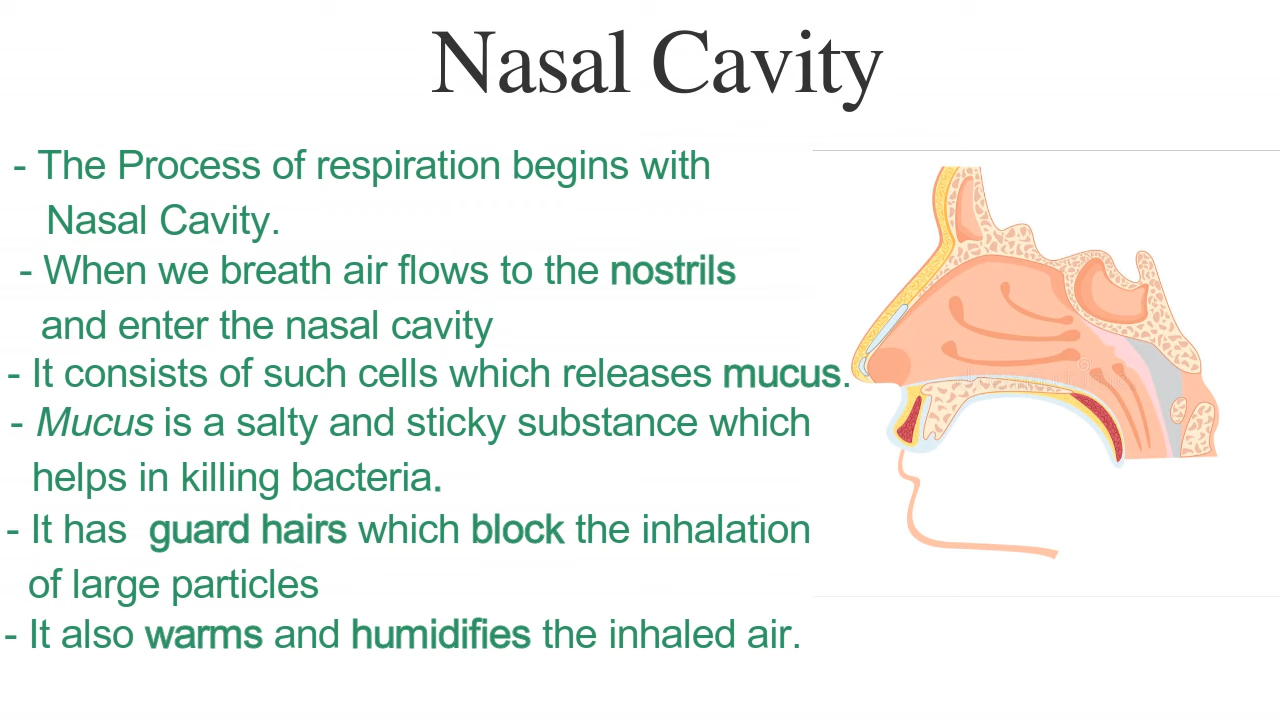 Nasal Cavity
- The Process of respiration begins with
Nasal Cavity.
- When we breath air flows to the nostrils
and enter the nasal cavity
- It consists of such cells which releases mucus.
- Mucus is a salty and sticky substance which
helps in killing bacteria.
- It has guard hairs which block the inhalation
of large particles
- It also warms and humidifies the inhaled air.